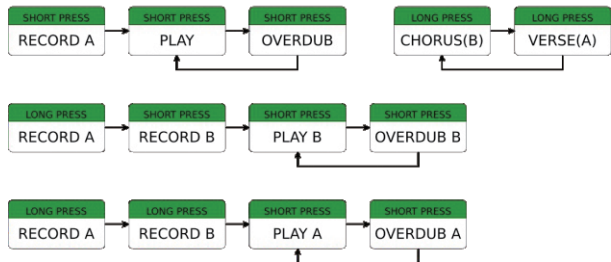 SHORT PRESS SHORT PRESS SHORT PRESS LONG PRESS LONG PRESS
RECORD A PLAY OVERDUB CHORUS(B) VERSE(A)
LONG PRESS SHORT PRESS SHORT PRESS SHORT PRESS
RECORD A RECORD B PLAY B OVERDUB B
LONG PRESS LONG PRESS SHORT PRESS SHORT PRESS
RECORD A RECORD B PLAY A OVERDUB A